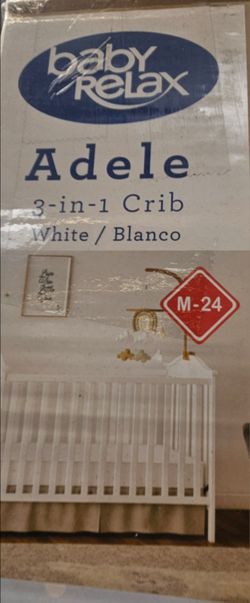 baby
RELAX
Adele
3-in-1 Crib
White / Blanco
M-24